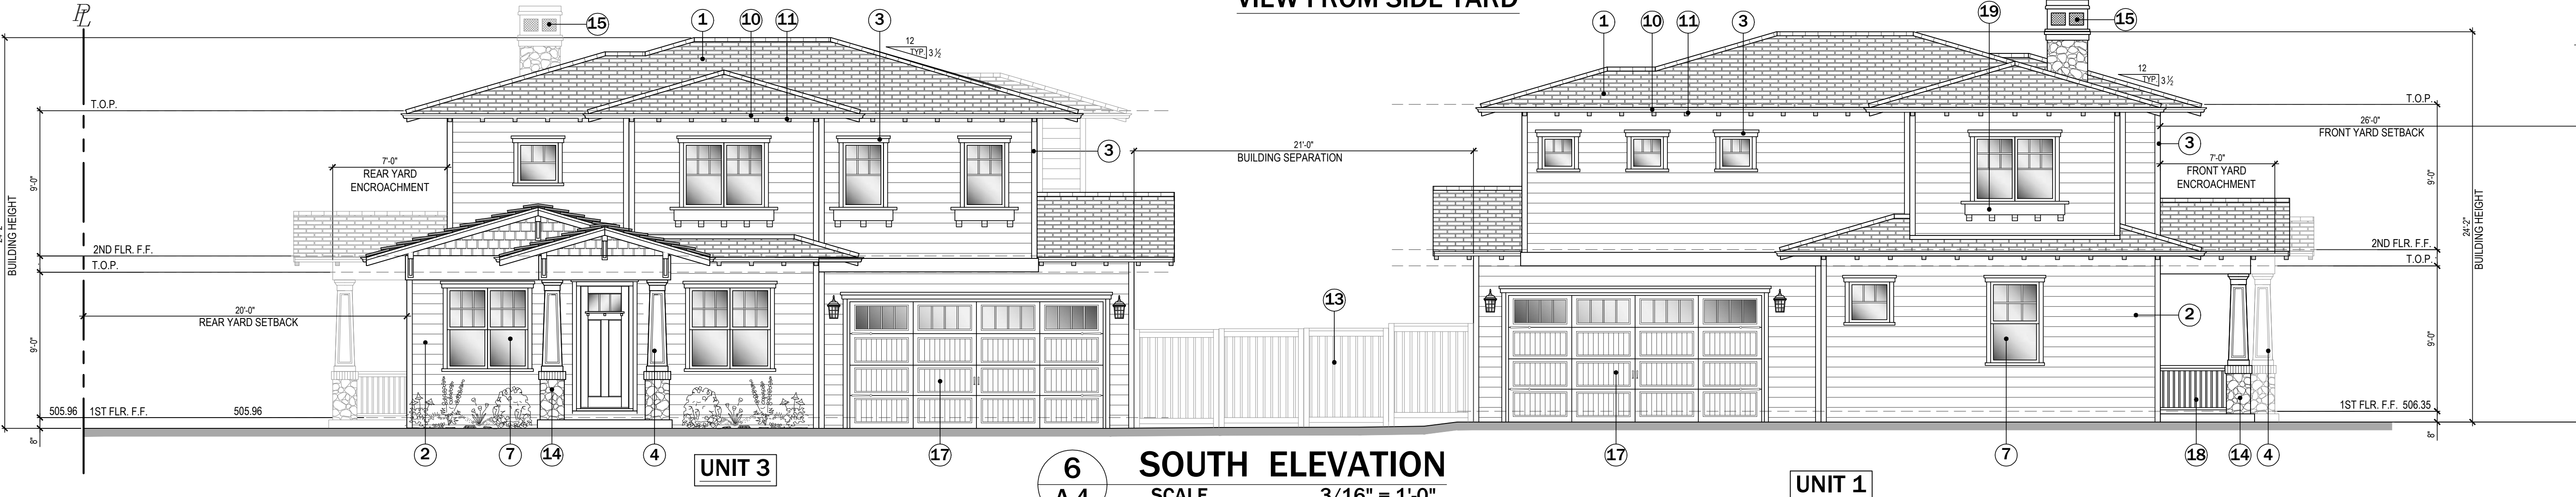 VIEW FROM SIDE YARD
PL
15
1
10
11
3
12
TYP. 3 ½
T.O.P.
9'-0"
BUILDING HEIGHT
7'-0"
REAR YARD
ENCROACHMENT
3
21'-0"
BUILDING SEPARATION
2ND FLR. F.F.
T.O.P.
20'-0"
REAR YARD SETBACK
9'-0"
13
505.96
1ST FLR. F.F.
505.96
8"
2
7
14
4
17
UNIT 3
1
10
11
3
19
15
12
TYP. 3 ½
T.O.P.
26'-0"
FRONT YARD SETBACK
3
7'-0"
FRONT YARD
ENCROACHMENT
9'-0"
24'-2"
BUILDING HEIGHT
2ND FLR. F.F.
T.O.P.
2
9'-0"
1ST FLR. F.F. 506.35
8"
17
7
18
14
4
UNIT 1
6
A.4
SOUTH ELEVATION
SCALE 3/16" = 1'-0"